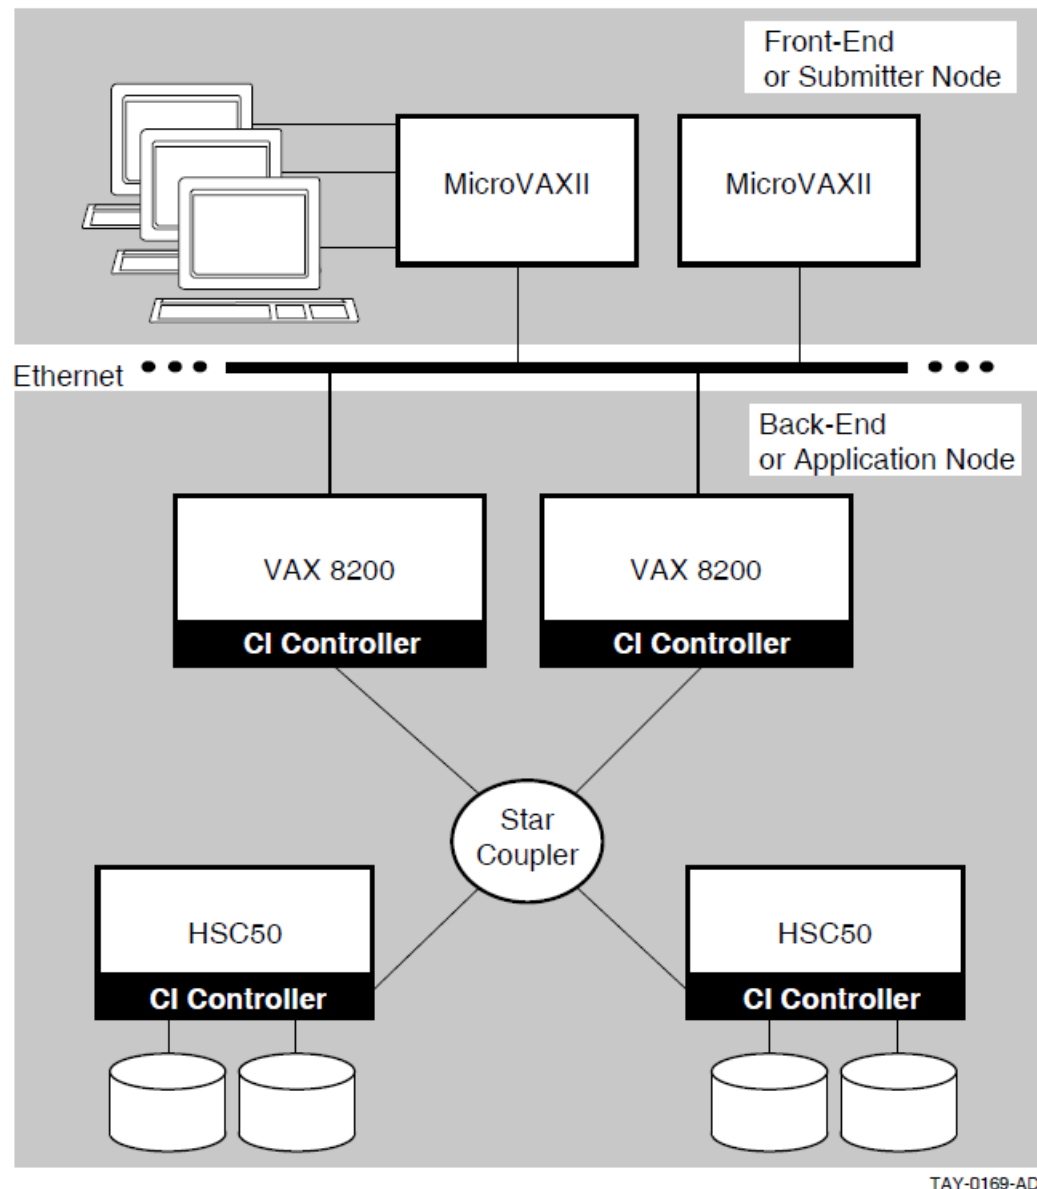 Front-End
or Submitter Node
MicroVAXII
MicroVAXII
Ethernet
Back-End
or Application Node
VAX 8200
VAX 8200
CI Controller
CI Controller
Star
Coupler
HSC50
HSC50
CI Controller
CI Controller
TAY-0169-AD